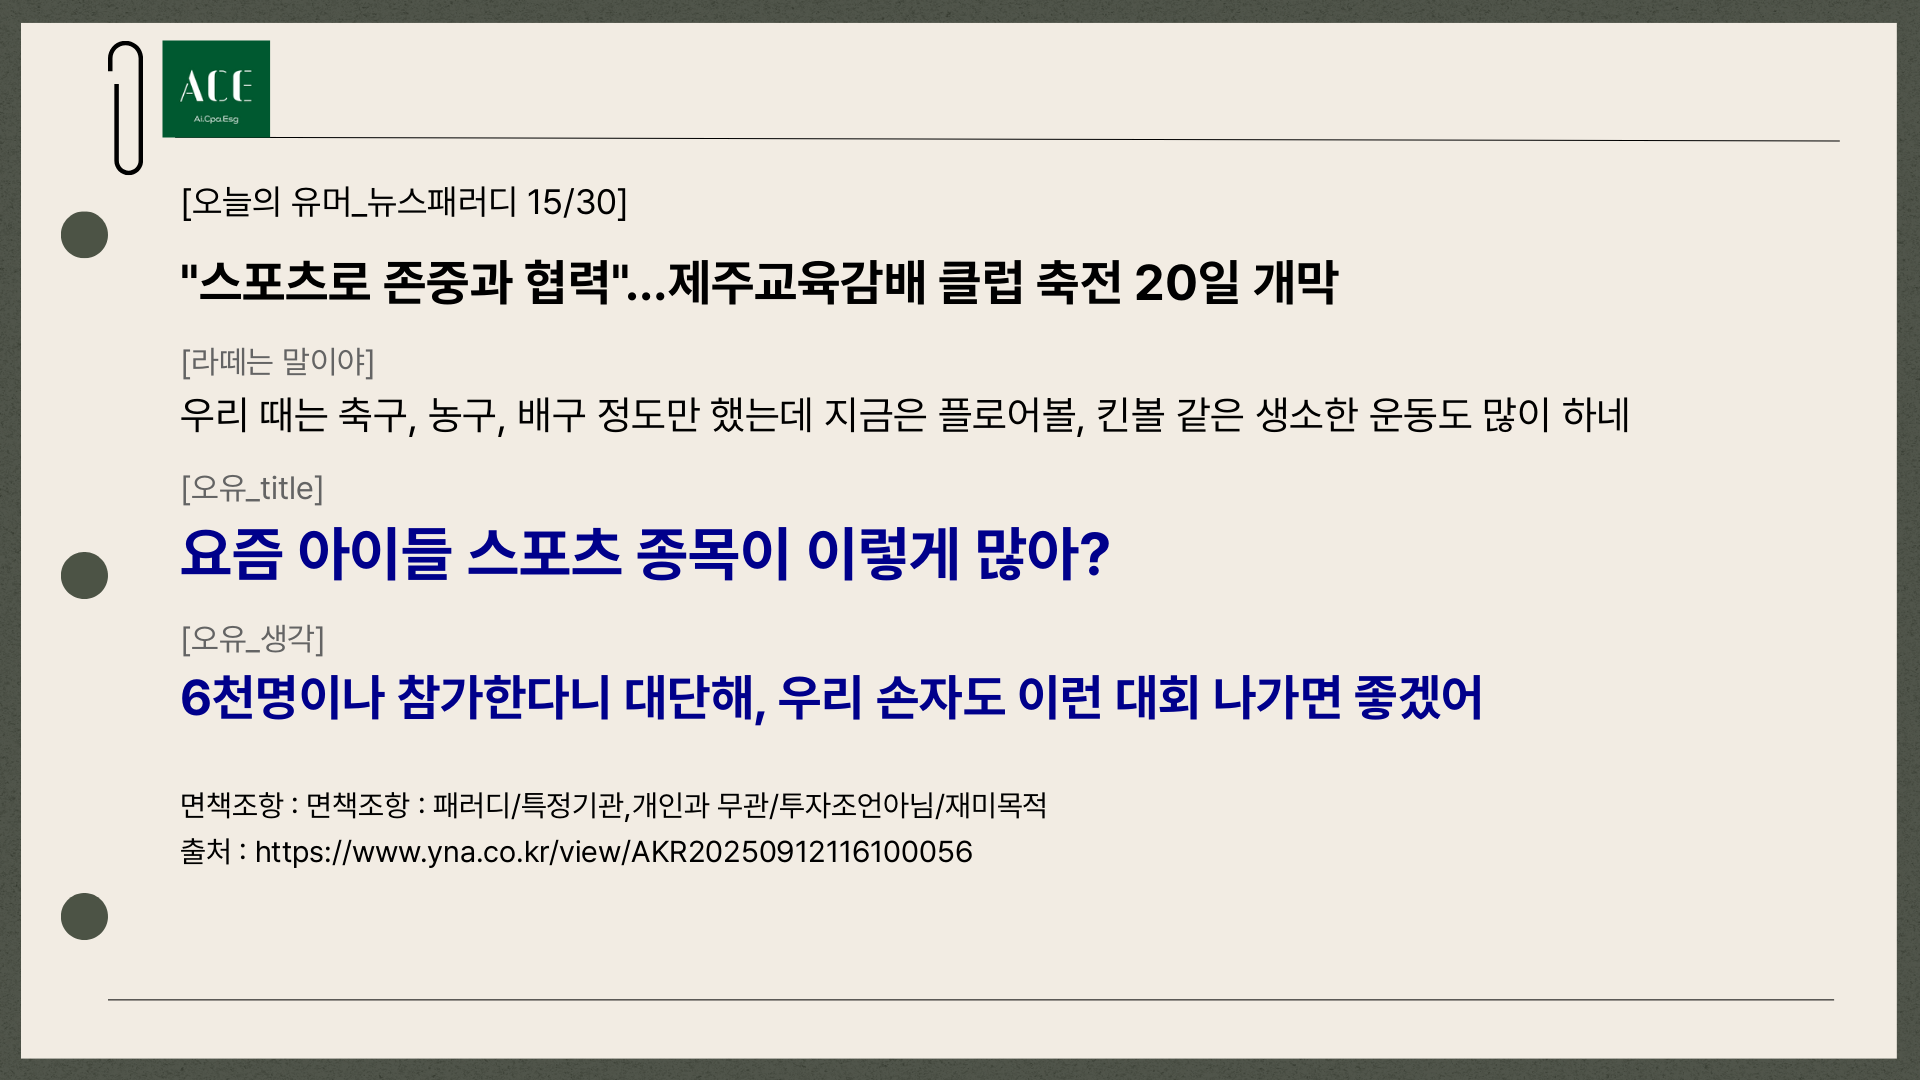 ACE
Ai.Cpa.Esg
[오늘의 유머_뉴스패러디 15/30]
"스포츠로 존중과 협력"...제주교육감배 클럽 축전 20일 개막
[라떼는 말이야]
우리 때는 축구, 농구, 배구 정도만 했는데 지금은 플로어볼, 킨볼 같은 생소한 운동도 많이 하네
[오유_title]
요즘 아이들 스포츠 종목이 이렇게 많아?
[오유_생각]
6천명이나 참가한다니 대단해, 우리 손자도 이런 대회 나가면 좋겠어
면책조항 : 면책조항 : 패러디/특정기관,개인과 무관/투자조언아님/재미목적
출처 : https://www.yna.co.kr/view/AKR20250912116100056